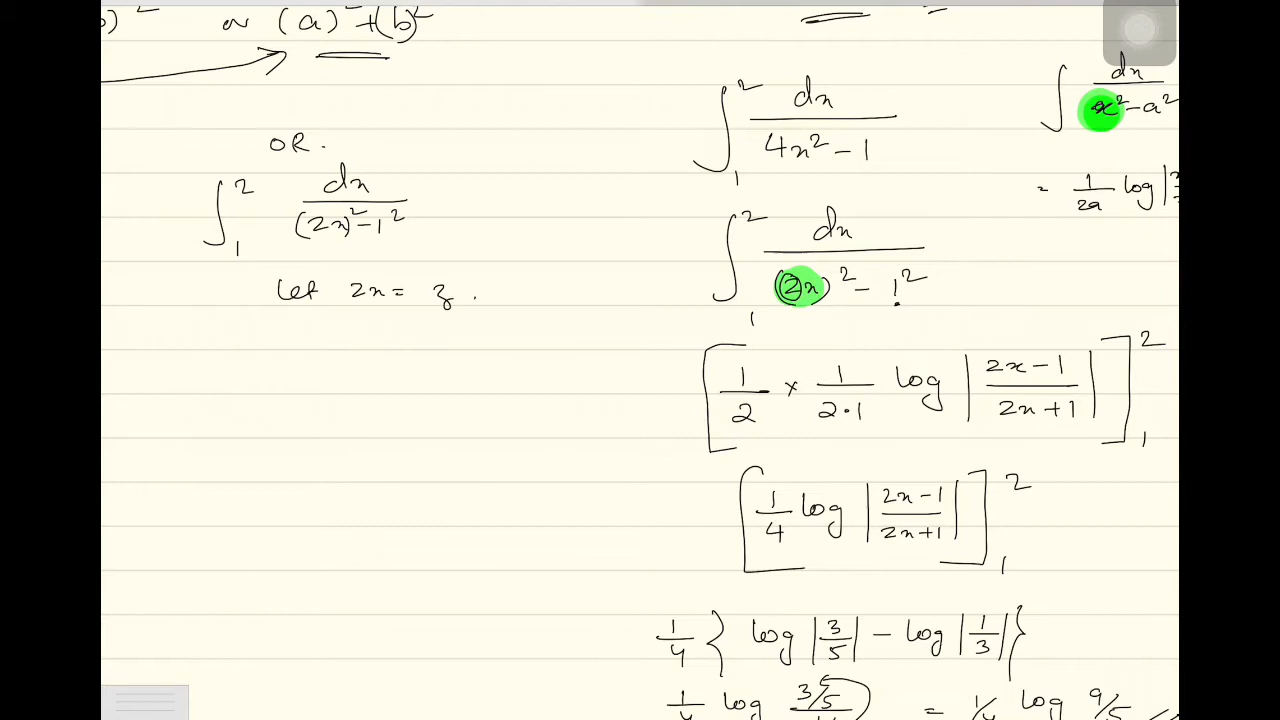 )² or (a)²+(b)²
OR.
∫₁² dx/((2x)²-1²)
Let 2x = z.
∫₁² dx/(4x²-1)
∫₁² dx/((2x)²-1²)
[1/2 × 1/(2·1) log |(2x-1)/(2x+1)|]₁²
[1/4 log |(2x-1)/(2x+1)|]₁²
1/4 { log |3/5| - log |1/3| }
1/4 log 3/5 = 1/4 log 9/5
∫ dx/(x²-a²)
= 1/2a log |